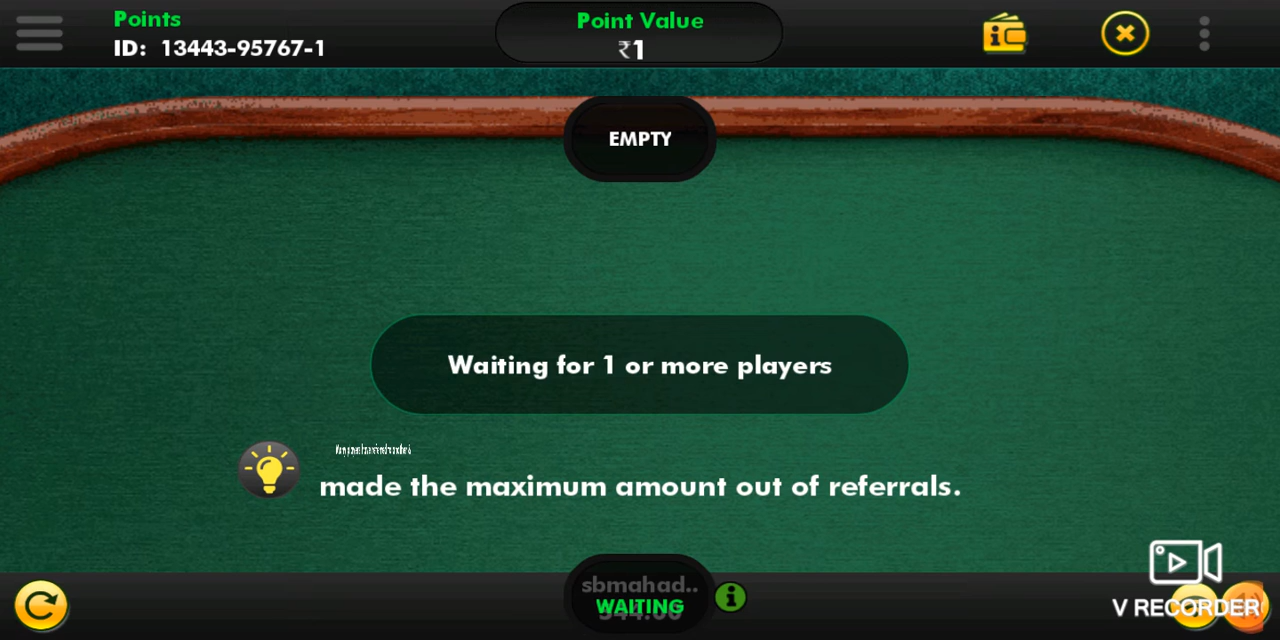 Points
ID: 13443-95767-1
Point Value
₹1
EMPTY
Waiting for 1 or more players
made the maximum amount out of referrals.
sbmahad..
WAITING
V RECORDER